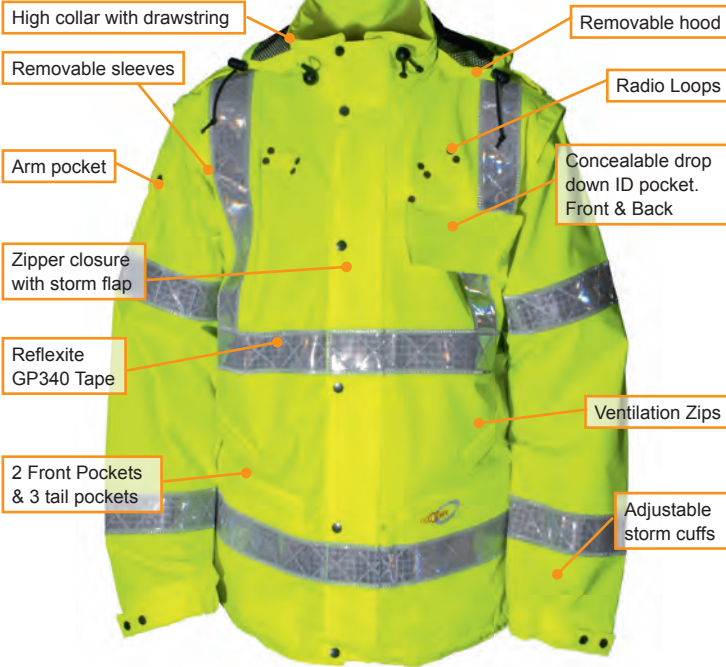 High collar with drawstring
Removable hood
Removable sleeves
Radio Loops
Arm pocket
Concealable drop
down ID pocket.
Front & Back
Zipper closure
with storm flap
Reflexite
GP340 Tape
Ventilation Zips
2 Front Pockets
& 3 tail pockets
Adjustable
storm cuffs